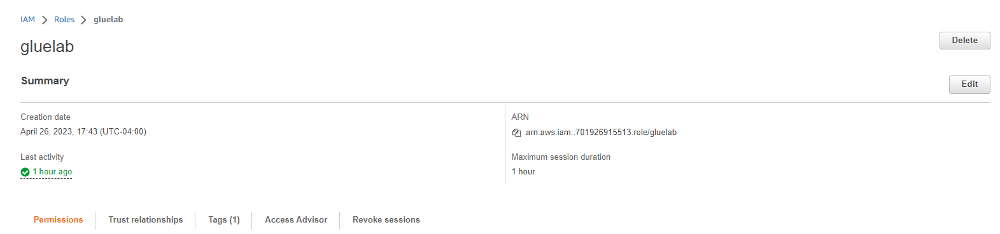 IAM > Roles > gluelab
gluelab
Delete
Summary
Edit
Creation date
April 26, 2023, 17:43 (UTC-04:00)
ARN
arn:aws:iam::701926915513:role/gluelab
Last activity
1 hour ago
Maximum session duration
1 hour
Permissions Trust relationships Tags (1) Access Advisor Revoke sessions